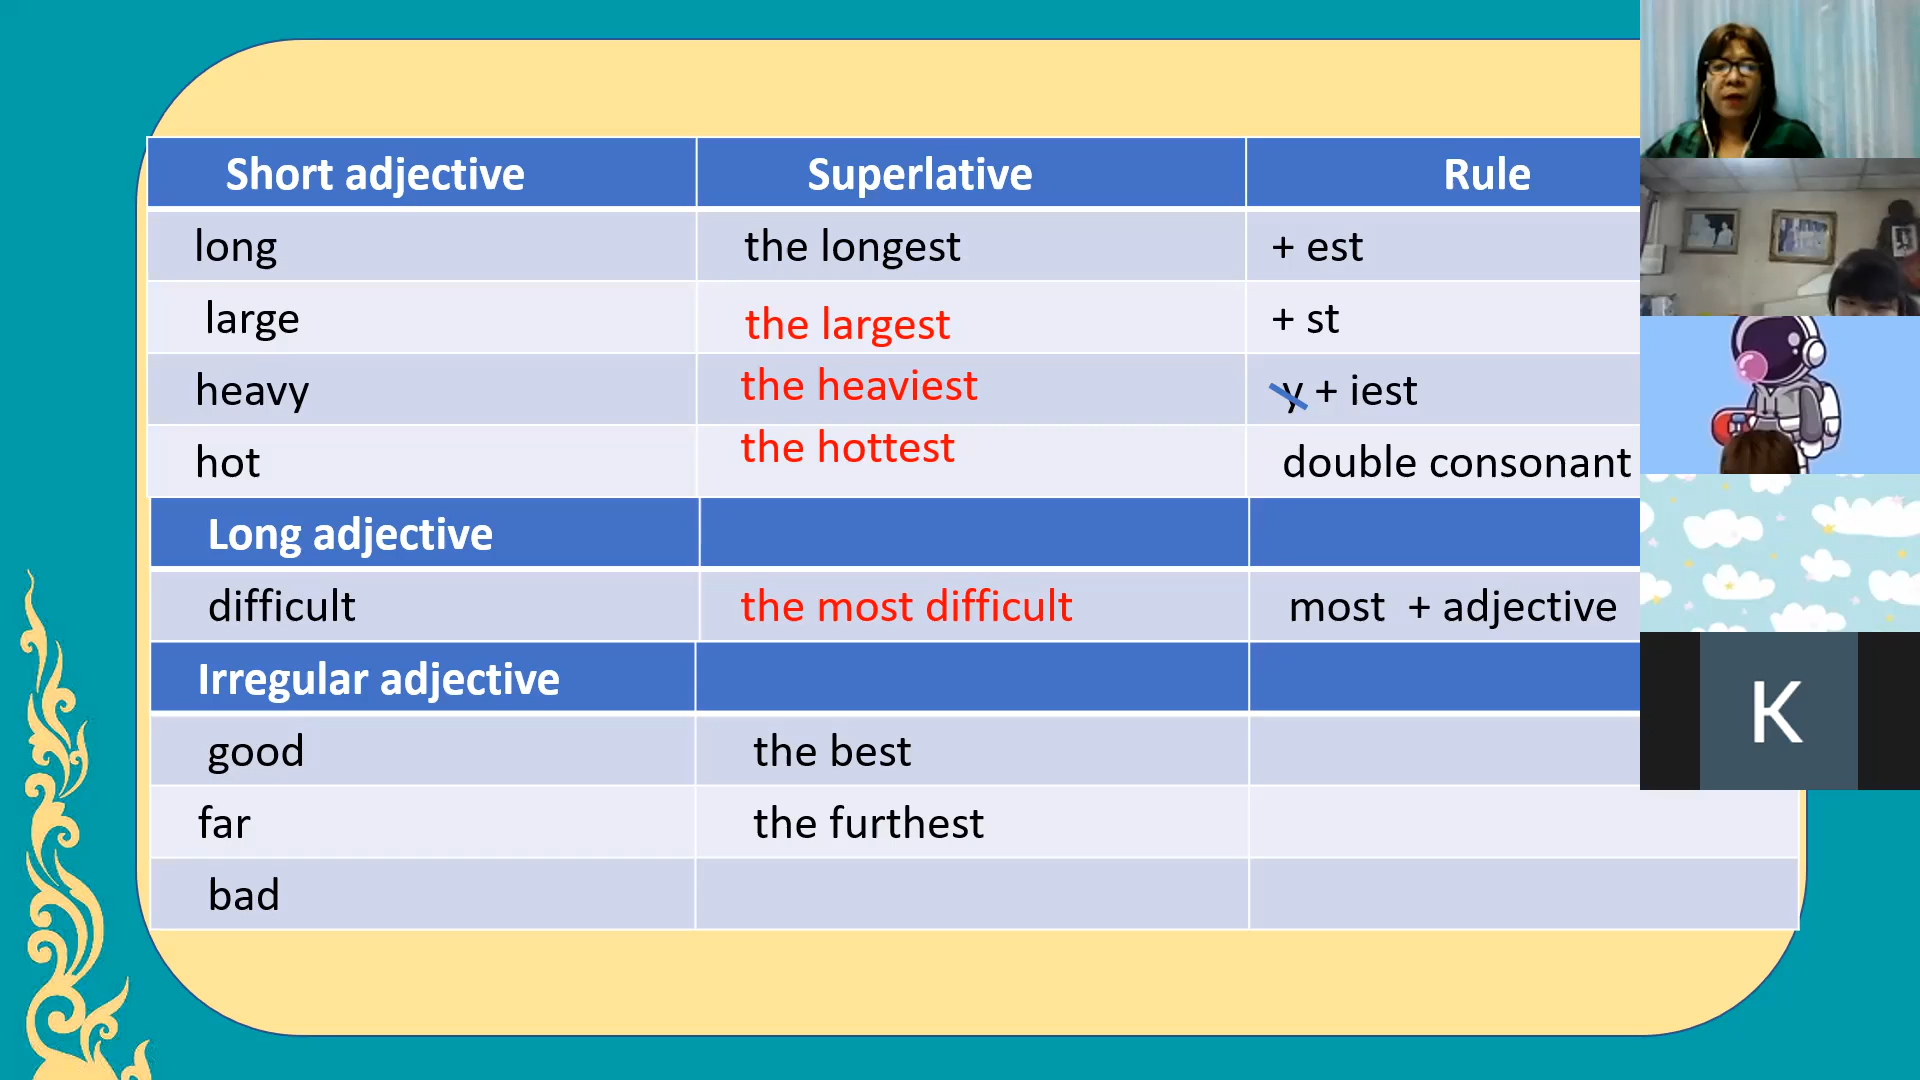 Short adjective Superlative Rule
long the longest + est
large the largest + st
heavy the heaviest y + iest
hot the hottest double consonant
Long adjective
difficult the most difficult most + adjective
Irregular adjective
good the best
far the furthest
bad
K